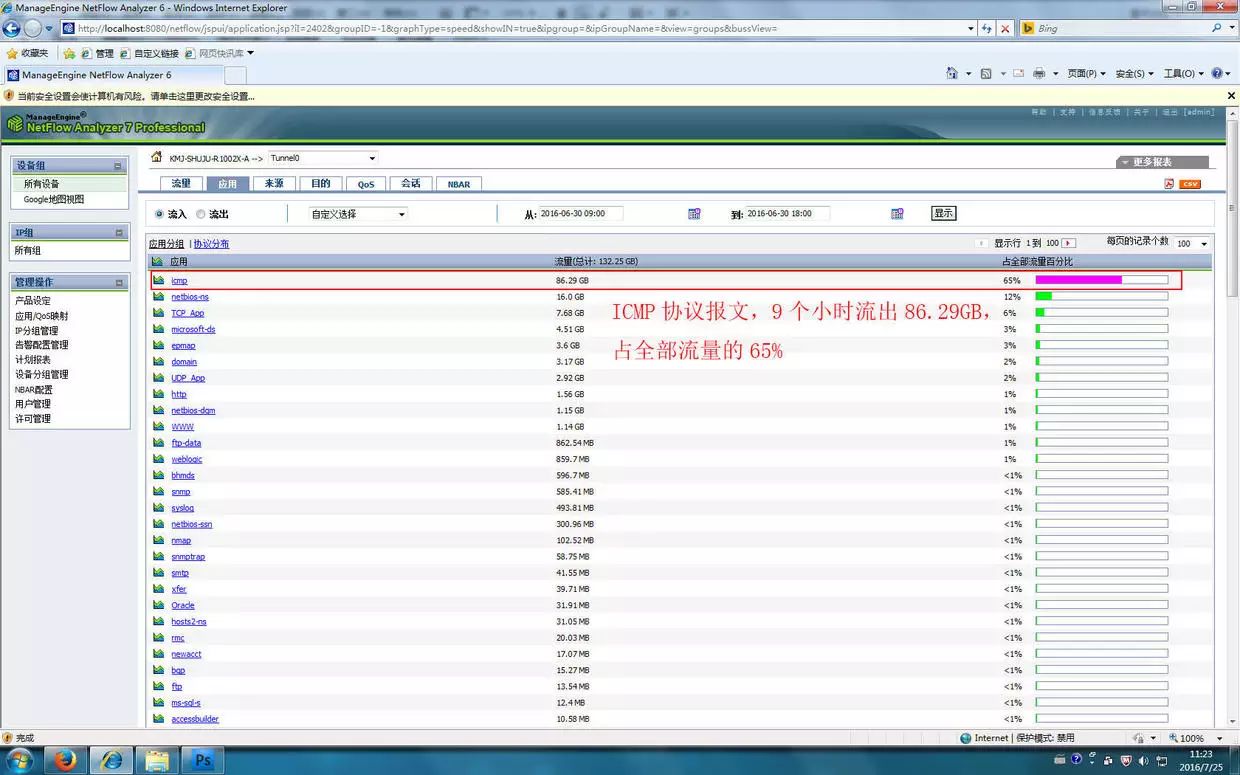 ManageEngine NetFlow Analyzer 6 - Windows Internet Explorer
http://localhost:8080/netflow/jspui/application.jsp?iI=2402&groupID=-1&graphType=speed&showIN=true&ipgroup=&ipGroupName=&view=groups&bussView=
Bing
收藏夹 管理 自定义链接 网页快讯库
ManageEngine NetFlow Analyzer 6
页面(P) 安全(S) 工具(O)
当前安全设置会使计算机有风险。请单击这里更改安全设置...
帮助 | 支持 | 信息反馈 | 关于 | 退出 [admin]
ManageEngine®
NetFlow Analyzer 7 Professional
设备组
所有设备
Google地图视图
IP组
所有组
管理操作
产品设定
应用/QoS映射
IP分组管理
告警配置管理
计划报表
设备分组管理
NBAR配置
用户管理
许可管理
KMJ-SHUJU-R1002X-A --> Tunnel0
更多报表
流量 应用 来源 目的 QoS 会话 NBAR
CSV
流入 流出 自定义选择 从: 2016-06-30 09:00 到: 2016-06-30 18:00 显示
应用分组 | 协议分布 显示行 1 到 100 每页的记录个数 100
应用 流量(总计: 132.25 GB)占全部流量百分比
icmp 86.29 GB 65%
netbios-ns 16.0 GB 12%
TCP_App 7.68 GB 6%
microsoft-ds 4.51 GB 3%
epmap 3.6 GB 3%
domain 3.17 GB 2%
UDP_App 2.92 GB 2%
http 1.56 GB 1%
netbios-dgm 1.15 GB 1%
WWW 1.14 GB 1%
ftp-data 862.54 MB 1%
weblogic 859.7 MB 1%
bhmds 596.7 MB <1%
snmp 585.41 MB <1%
syslog 493.81 MB <1%
netbios-ssn 300.96 MB <1%
nmap 102.52 MB <1%
snmptrap 58.75 MB <1%
smtp 41.55 MB <1%
xfer 39.71 MB <1%
Oracle 31.91 MB <1%
hosts2-ns 31.05 MB <1%
rmc 20.03 MB <1%
newacct 17.07 MB <1%
bgp 15.27 MB <1%
ftp 13.54 MB <1%
ms-sql-s 12.4 MB <1%
accessbuilder 10.58 MB <1%
ICMP 协议报文，9 个小时流出 86.29GB，
占全部流量的 65%
完成
Internet | 保护模式: 禁用
100%
Ps
11:23
2016/7/25